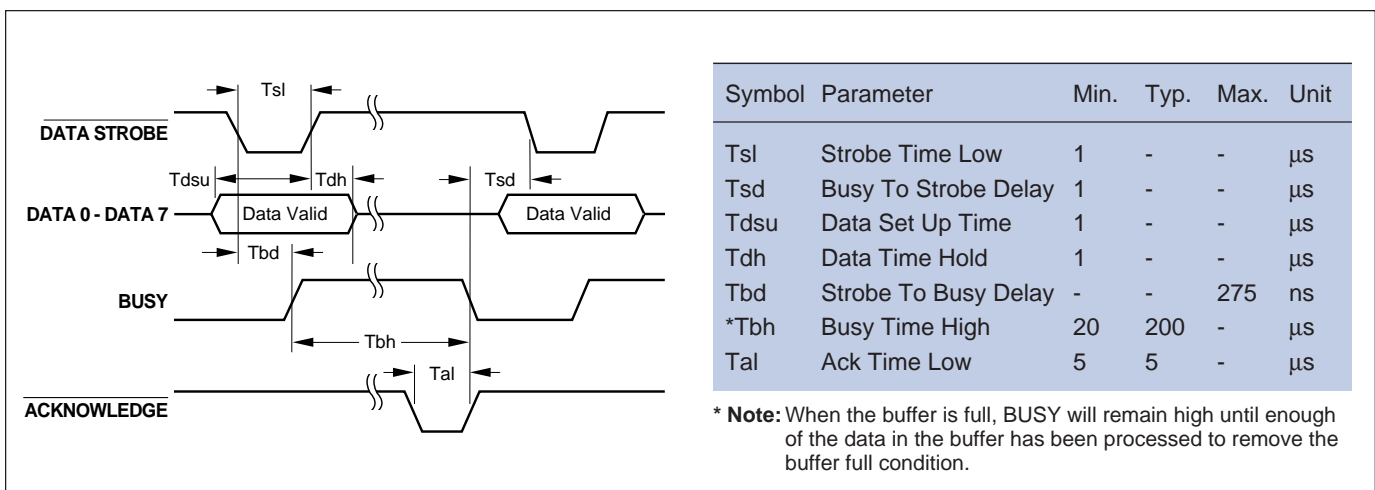 Tsl
DATA STROBE
Tdsu Tdh Tsd
DATA 0 - DATA 7 Data Valid Data Valid
Tbd
BUSY
Tbh
Tal
ACKNOWLEDGE
Symbol Parameter Min. Typ. Max. Unit
Tsl Strobe Time Low 1 - - μs
Tsd Busy To Strobe Delay 1 - - μs
Tdsu Data Set Up Time 1 - - μs
Tdh Data Time Hold 1 - - μs
Tbd Strobe To Busy Delay - - 275 ns
*Tbh Busy Time High 20 200 - μs
Tal Ack Time Low 5 5 - μs
* Note: When the buffer is full, BUSY will remain high until enough
of the data in the buffer has been processed to remove the
buffer full condition.